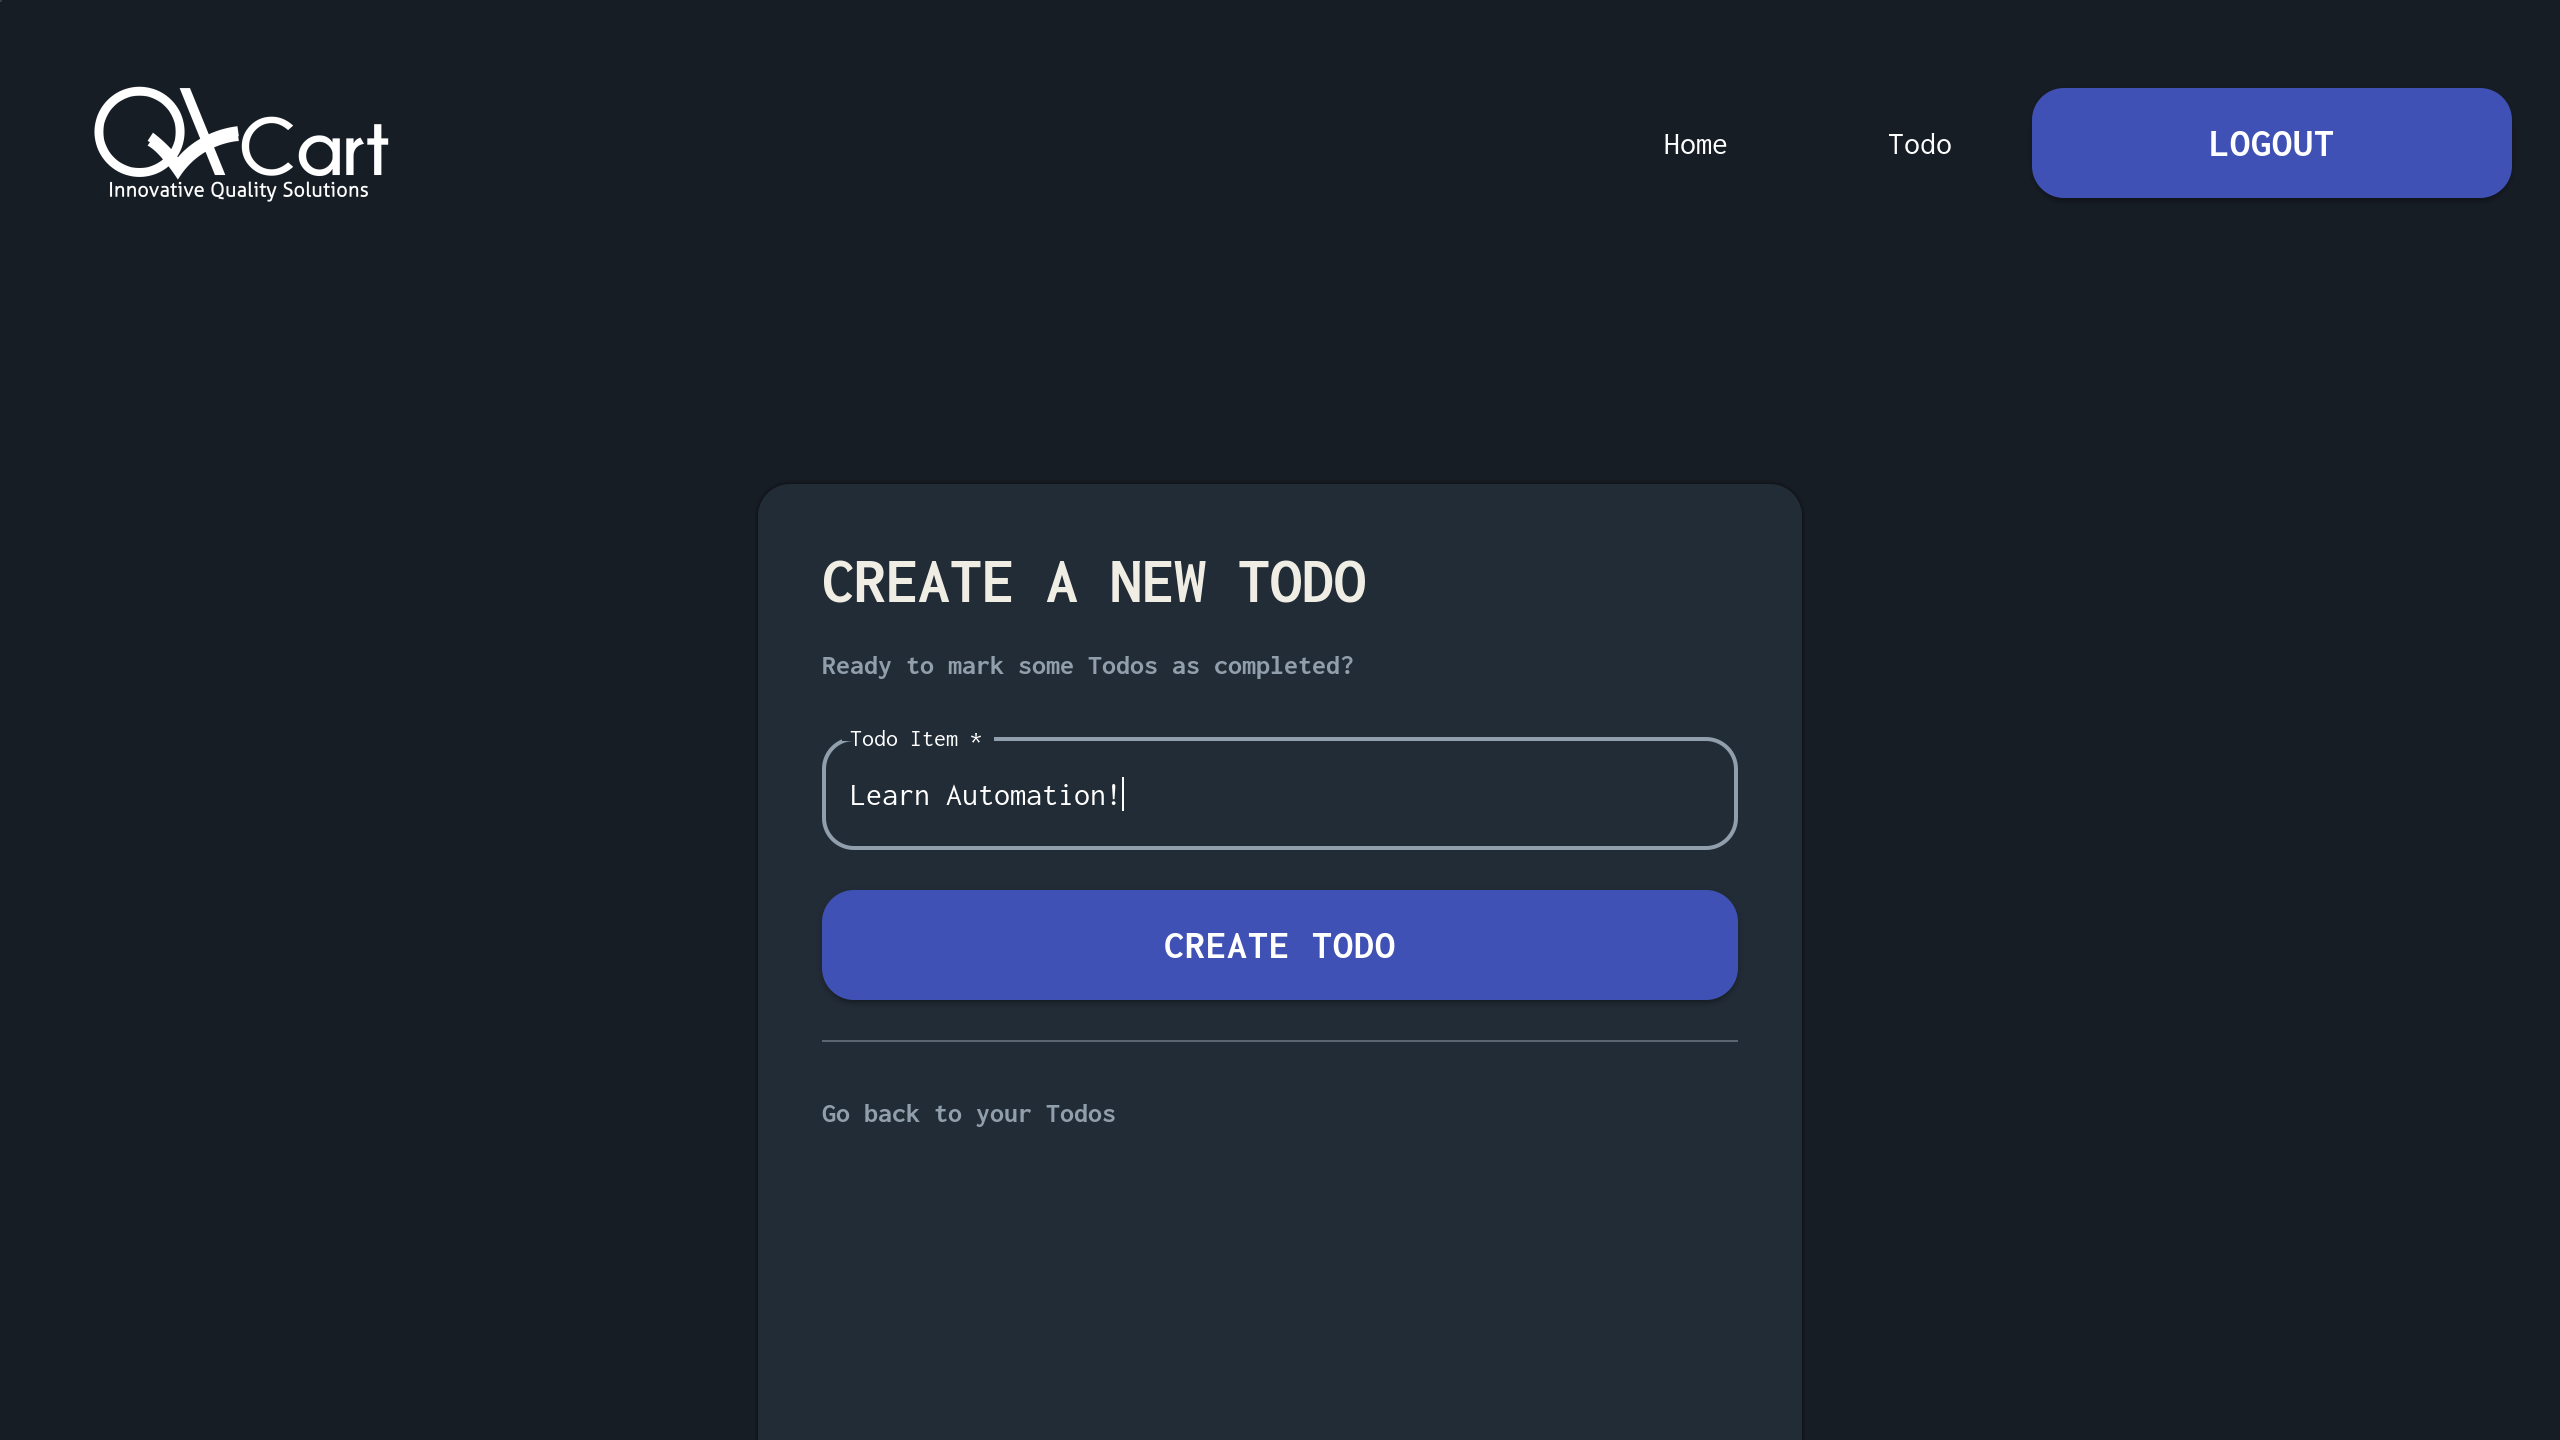 QACart
Innovative Quality Solutions
Home
Todo
LOGOUT
CREATE A NEW TODO
Ready to mark some Todos as completed?
Todo Item *
Learn Automation!
CREATE TODO
Go back to your Todos